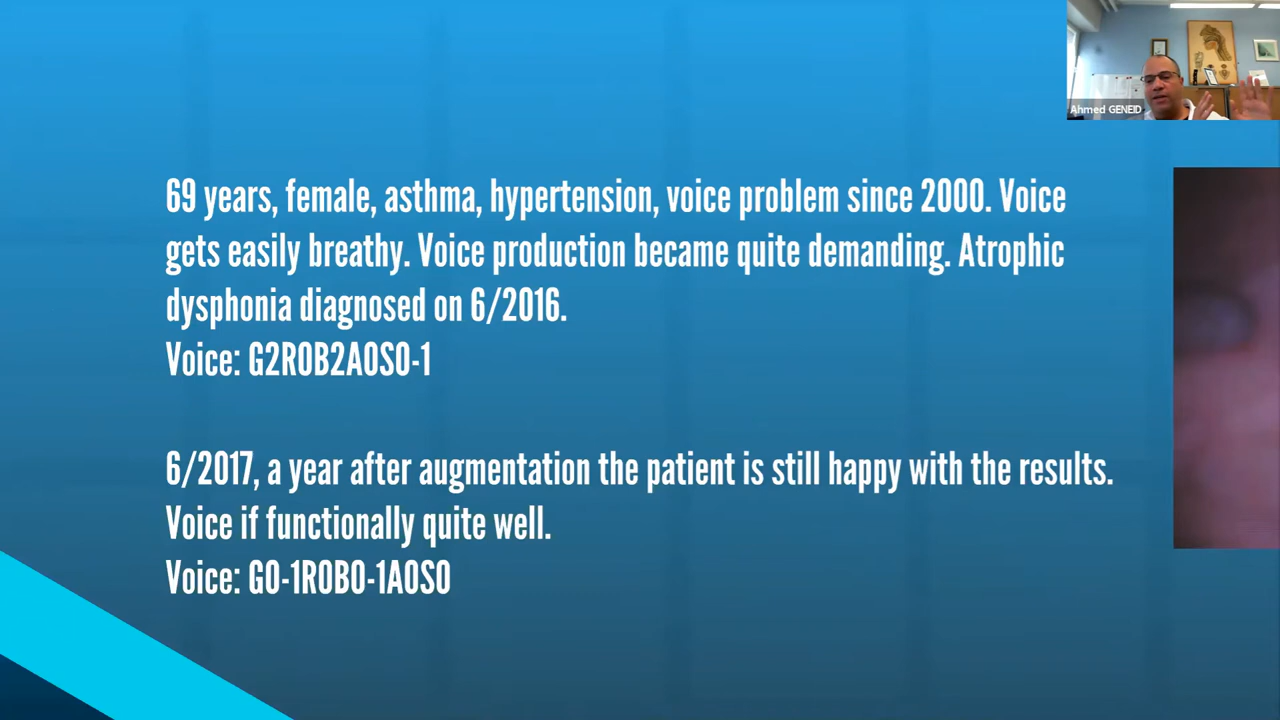 Ahmed GENEID
69 years, female, asthma, hypertension, voice problem since 2000. Voice
gets easily breathy. Voice production became quite demanding. Atrophic
dysphonia diagnosed on 6/2016.
Voice: G2R0B2A0S0-1
6/2017, a year after augmentation the patient is still happy with the results.
Voice if functionally quite well.
Voice: G0-1R0B0-1A0S0